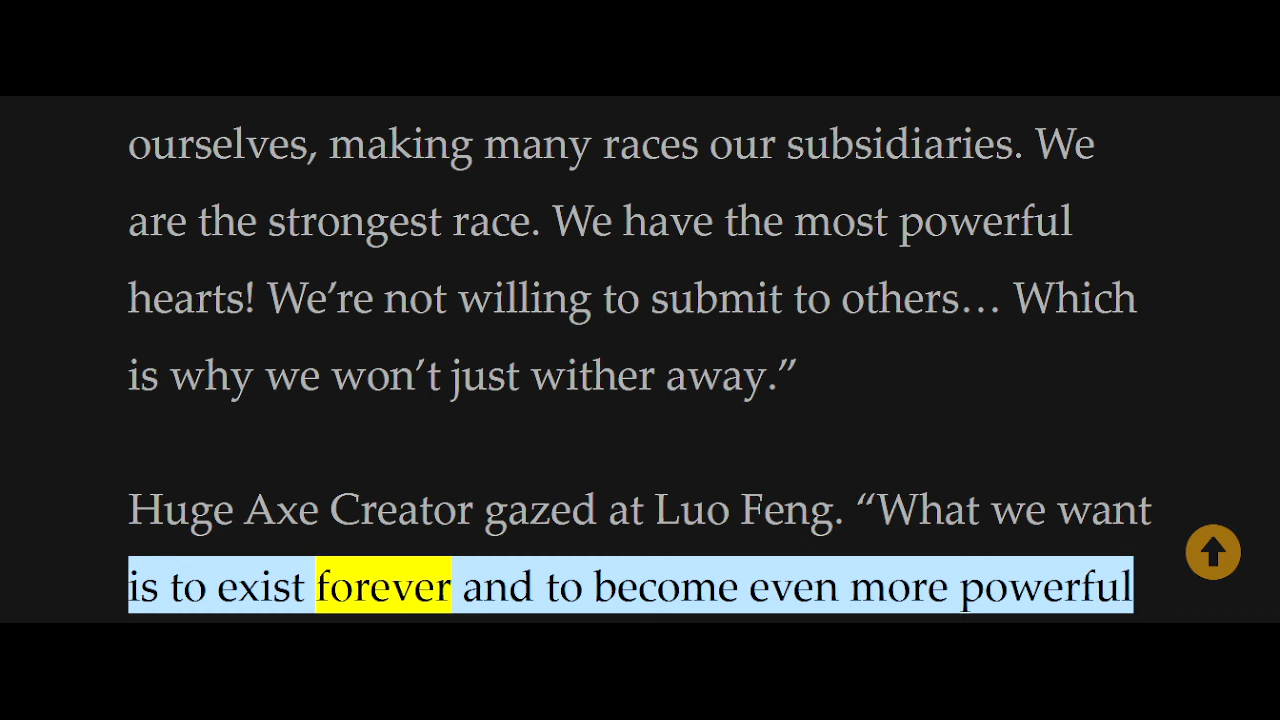 ourselves, making many races our subsidiaries. We
are the strongest race. We have the most powerful
hearts! We’re not willing to submit to others… Which
is why we won’t just wither away.”
Huge Axe Creator gazed at Luo Feng. “What we want
is to exist forever and to become even more powerful